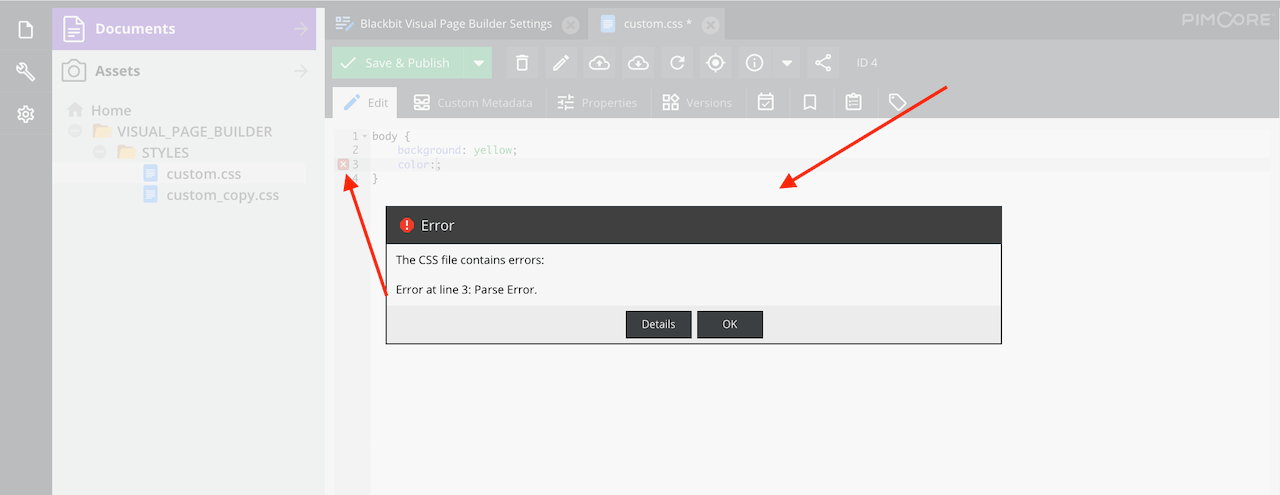 Documents
Assets
Home
VISUAL_PAGE_BUILDER
STYLES
custom.css
custom_copy.css
Blackbit Visual Page Builder Settings
custom.css *
PIMCORE
Save & Publish
ID 4
Edit
Custom Metadata
Properties
Versions
1 body {
2 bockground: yellow;
3 color:;
4 }
Error
The CSS file contains errors:
Error at line 3: Parse Error.
Details
OK